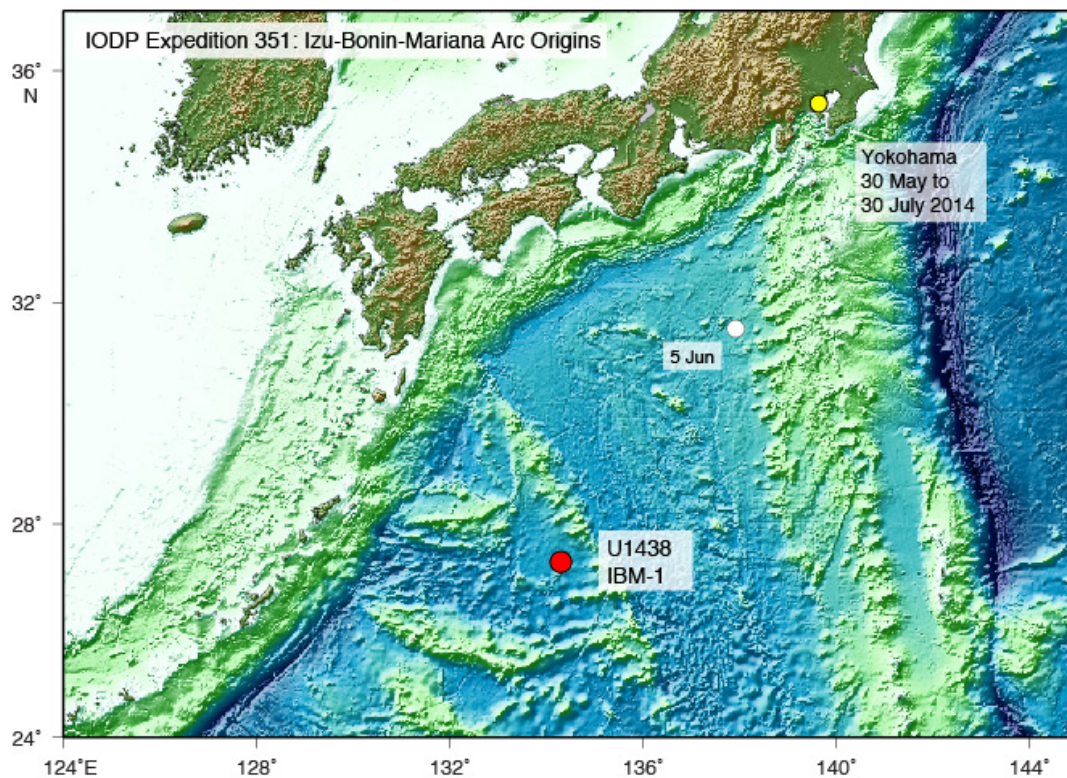 IODP Expedition 351: Izu-Bonin-Mariana Arc Origins
36°
N
Yokohama
30 May to
30 July 2014
32°
5 Jun
28°
U1438
IBM-1
24°
124°E
128°
132°
136°
140°
144°